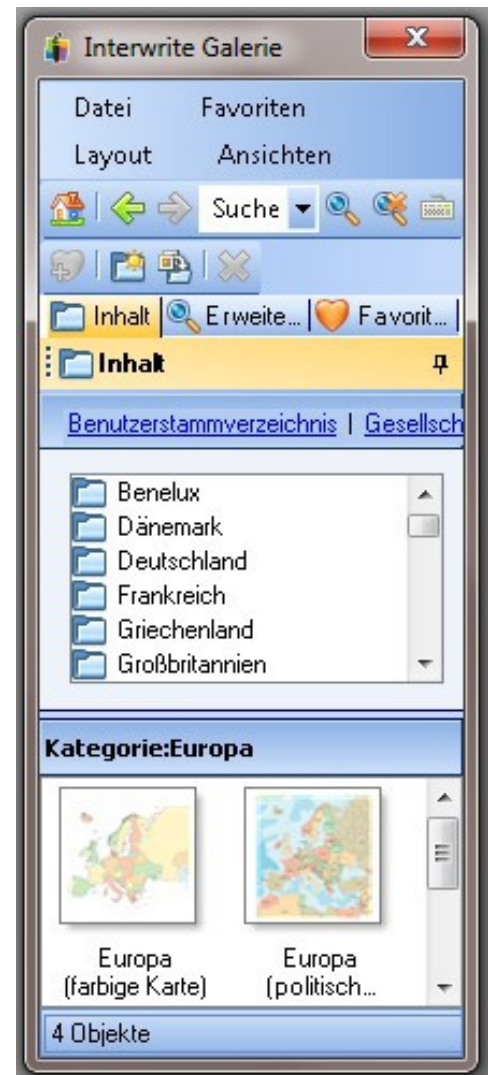 Interwrite Galerie
Datei Favoriten
Layout Ansichten
Suche
Inhalt Erweite... Favorit...
Inhalt
Benutzerstammverzeichnis | Gesellsch
Benelux
Dänemark
Deutschland
Frankreich
Griechenland
Großbritannien
Kategorie:Europa
Europa Europa
(farbige Karte) (politisch...
4 Objekte